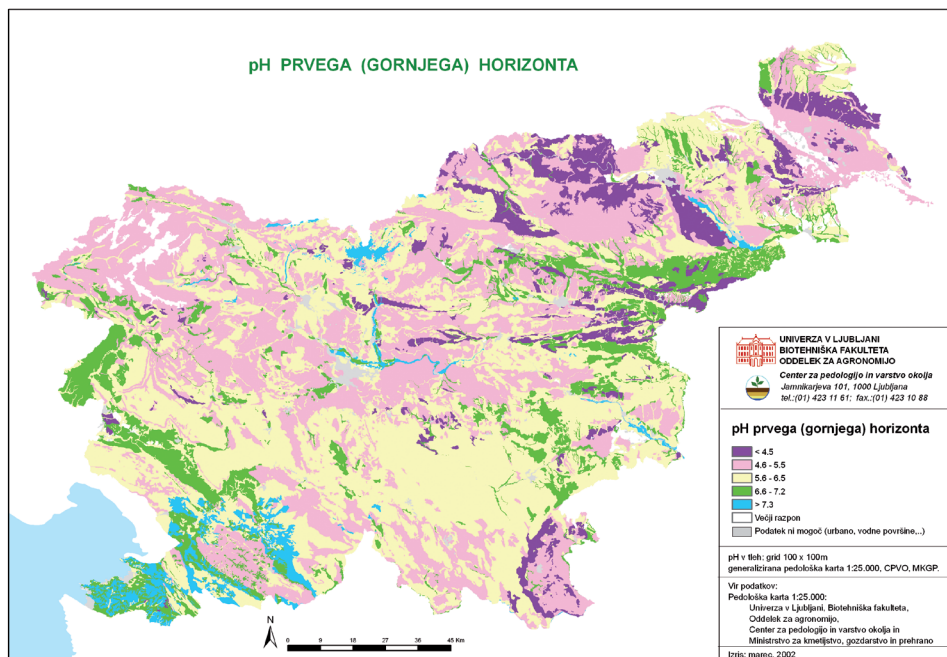 pH PRVEGA (GORNJEGA) HORIZONTA
UNIVERZA V LJUBLJANI
BIOTEHNIŠKA FAKULTETA
ODDELEK ZA AGRONOMIJO
Center za pedologijo in varstvo okolja
Jamnikarjeva 101, 1000 Ljubljana
tel.:(01) 423 11 61; fax.:(01) 423 10 88
pH prvega (gornjega) horizonta
< 4.5
4.6 - 5.5
5.6 - 6.5
6.6 - 7.2
> 7.3
Večji razpon
Podatek ni mogoč (urbano, vodne površine,..)
pH v tleh: grid 100 x 100m
generalizirana pedološka karta 1:25.000, CPVO, MKGP.
Vir podatkov:
Pedološka karta 1:25.000:
Univerza v Ljubljani, Biotehniška fakulteta,
Oddelek za agronomijo,
Center za pedologijo in varstvo okolja in
Ministrstvo za kmetijstvo, gozdarstvo in prehrano
Izris: marec, 2002
N
0 9 18 27 36 45 Km